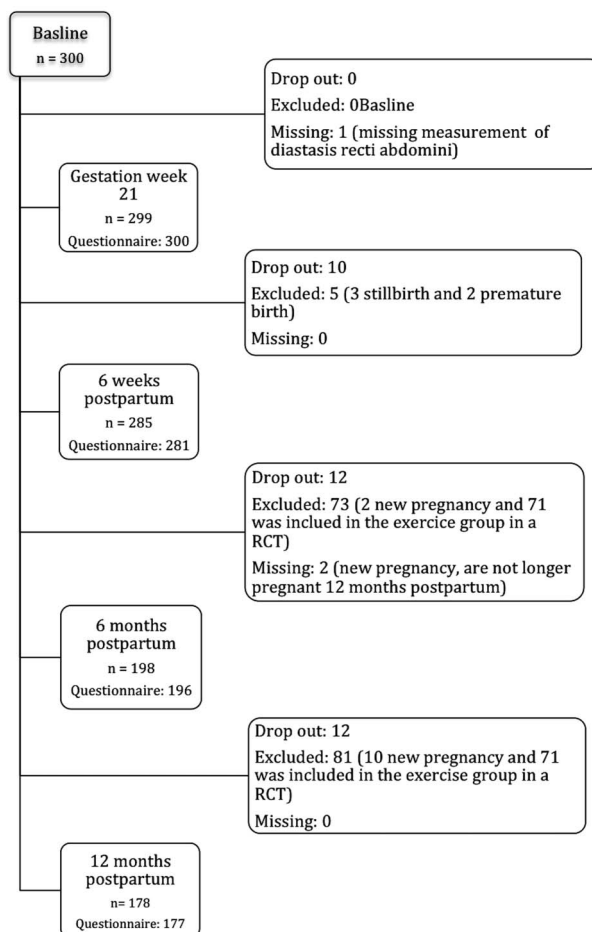 Basline
n = 300
Drop out: 0
Excluded: 0Basline
Missing: 1 (missing measurement of
diastasis recti abdomini)
Gestation week
21
n = 299
Questionnaire: 300
Drop out: 10
Excluded: 5 (3 stillbirth and 2 premature
birth)
Missing: 0
6 weeks
postpartum
n = 285
Questionnaire: 281
Drop out: 12
Excluded: 73 (2 new pregnancy and 71
was inclued in the exercice group in a
RCT)
Missing: 2 (new pregnancy, are not longer
pregnant 12 months postpartum)
6 months
postpartum
n = 198
Questionnaire: 196
Drop out: 12
Excluded: 81 (10 new pregnancy and 71
was included in the exercise group in a
RCT)
Missing: 0
12 months
postpartum
n= 178
Questionnaire: 177